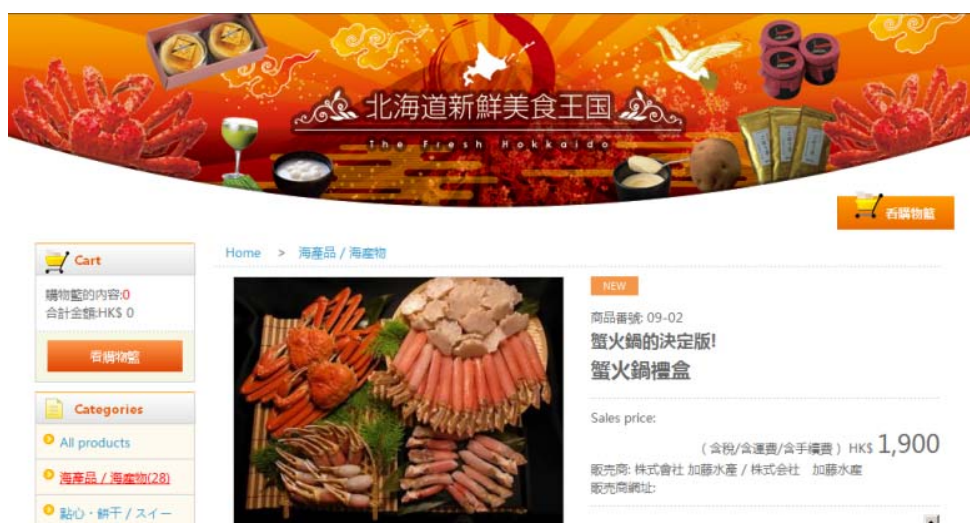 北海道新鮮美食王国
The Fresh Hokkaido
看購物籃
Cart
購物籃的内容:0
合計金額:HK$ 0
看購物籃
Categories
All products
海產品 / 海産物(28)
點心・餅干 / スイー
Home > 海產品 / 海産物
NEW
商品番號: 09-02
蟹火鍋的決定版!
蟹火鍋禮盒
Sales price:
( 含稅/含運費/含手續費 ) HK$ 1,900
販売商: 株式會社 加藤水產 / 株式会社 加藤水産
販売商網址: